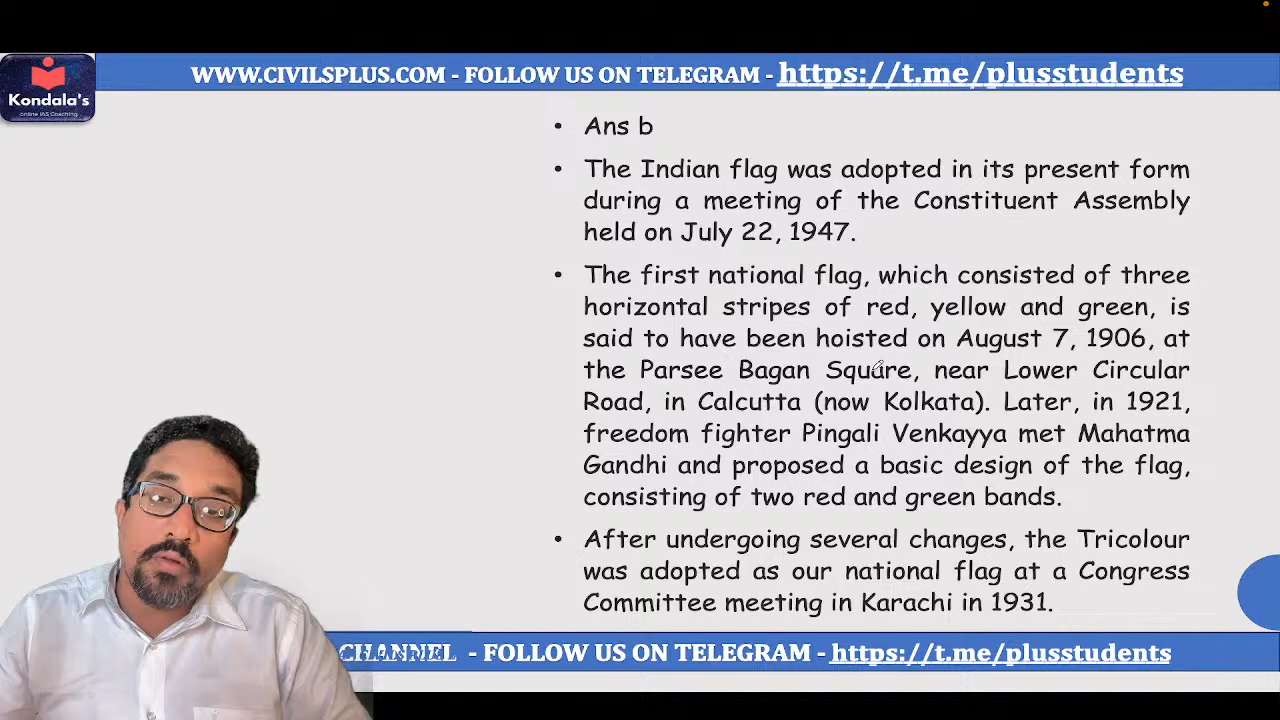 WWW.CIVILSPLUS.COM - FOLLOW US ON TELEGRAM - https://t.me/plusstudents
Kondala's
Online IAS Coaching
• Ans b
• The Indian flag was adopted in its present form
during a meeting of the Constituent Assembly
held on July 22, 1947.
• The first national flag, which consisted of three
horizontal stripes of red, yellow and green, is
said to have been hoisted on August 7, 1906, at
the Parsee Bagan Square, near Lower Circular
Road, in Calcutta (now Kolkata). Later, in 1921,
freedom fighter Pingali Venkayya met Mahatma
Gandhi and proposed a basic design of the flag,
consisting of two red and green bands.
• After undergoing several changes, the Tricolour
was adopted as our national flag at a Congress
Committee meeting in Karachi in 1931.
CHANNEL - FOLLOW US ON TELEGRAM - https://t.me/plusstudents